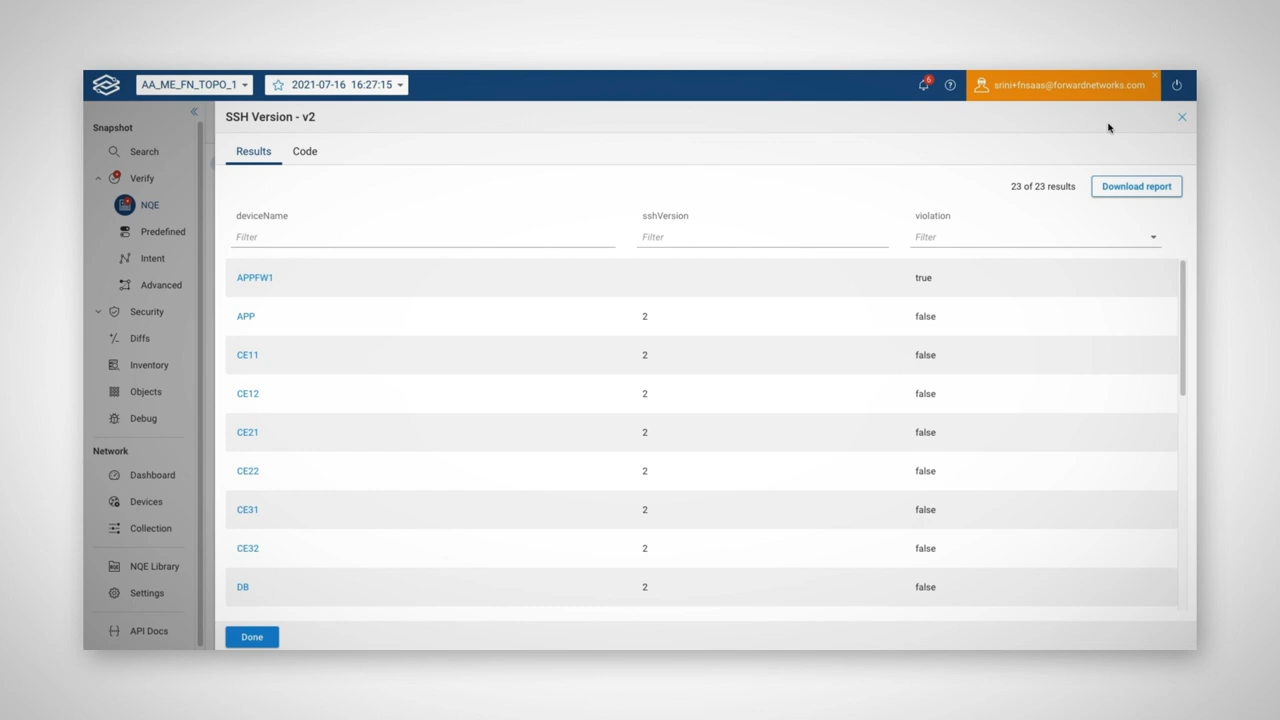 AA_ME_FN_TOPO_1
2021-07-16 16:27:15
6
srini+fnsaas@forwardnetworks.com
Snapshot
Search
Verify
NQE
Predefined
Intent
Advanced
Security
Diffs
Inventory
Objects
Debug
Network
Dashboard
Devices
Collection
NQE Library
Settings
API Docs
SSH Version - v2
Results Code
23 of 23 results Download report
deviceName sshVersion violation
Filter Filter Filter
APPFW1 true
APP 2 false
CE11 2 false
CE12 2 false
CE21 2 false
CE22 2 false
CE31 2 false
CE32 2 false
DB 2 false
Done